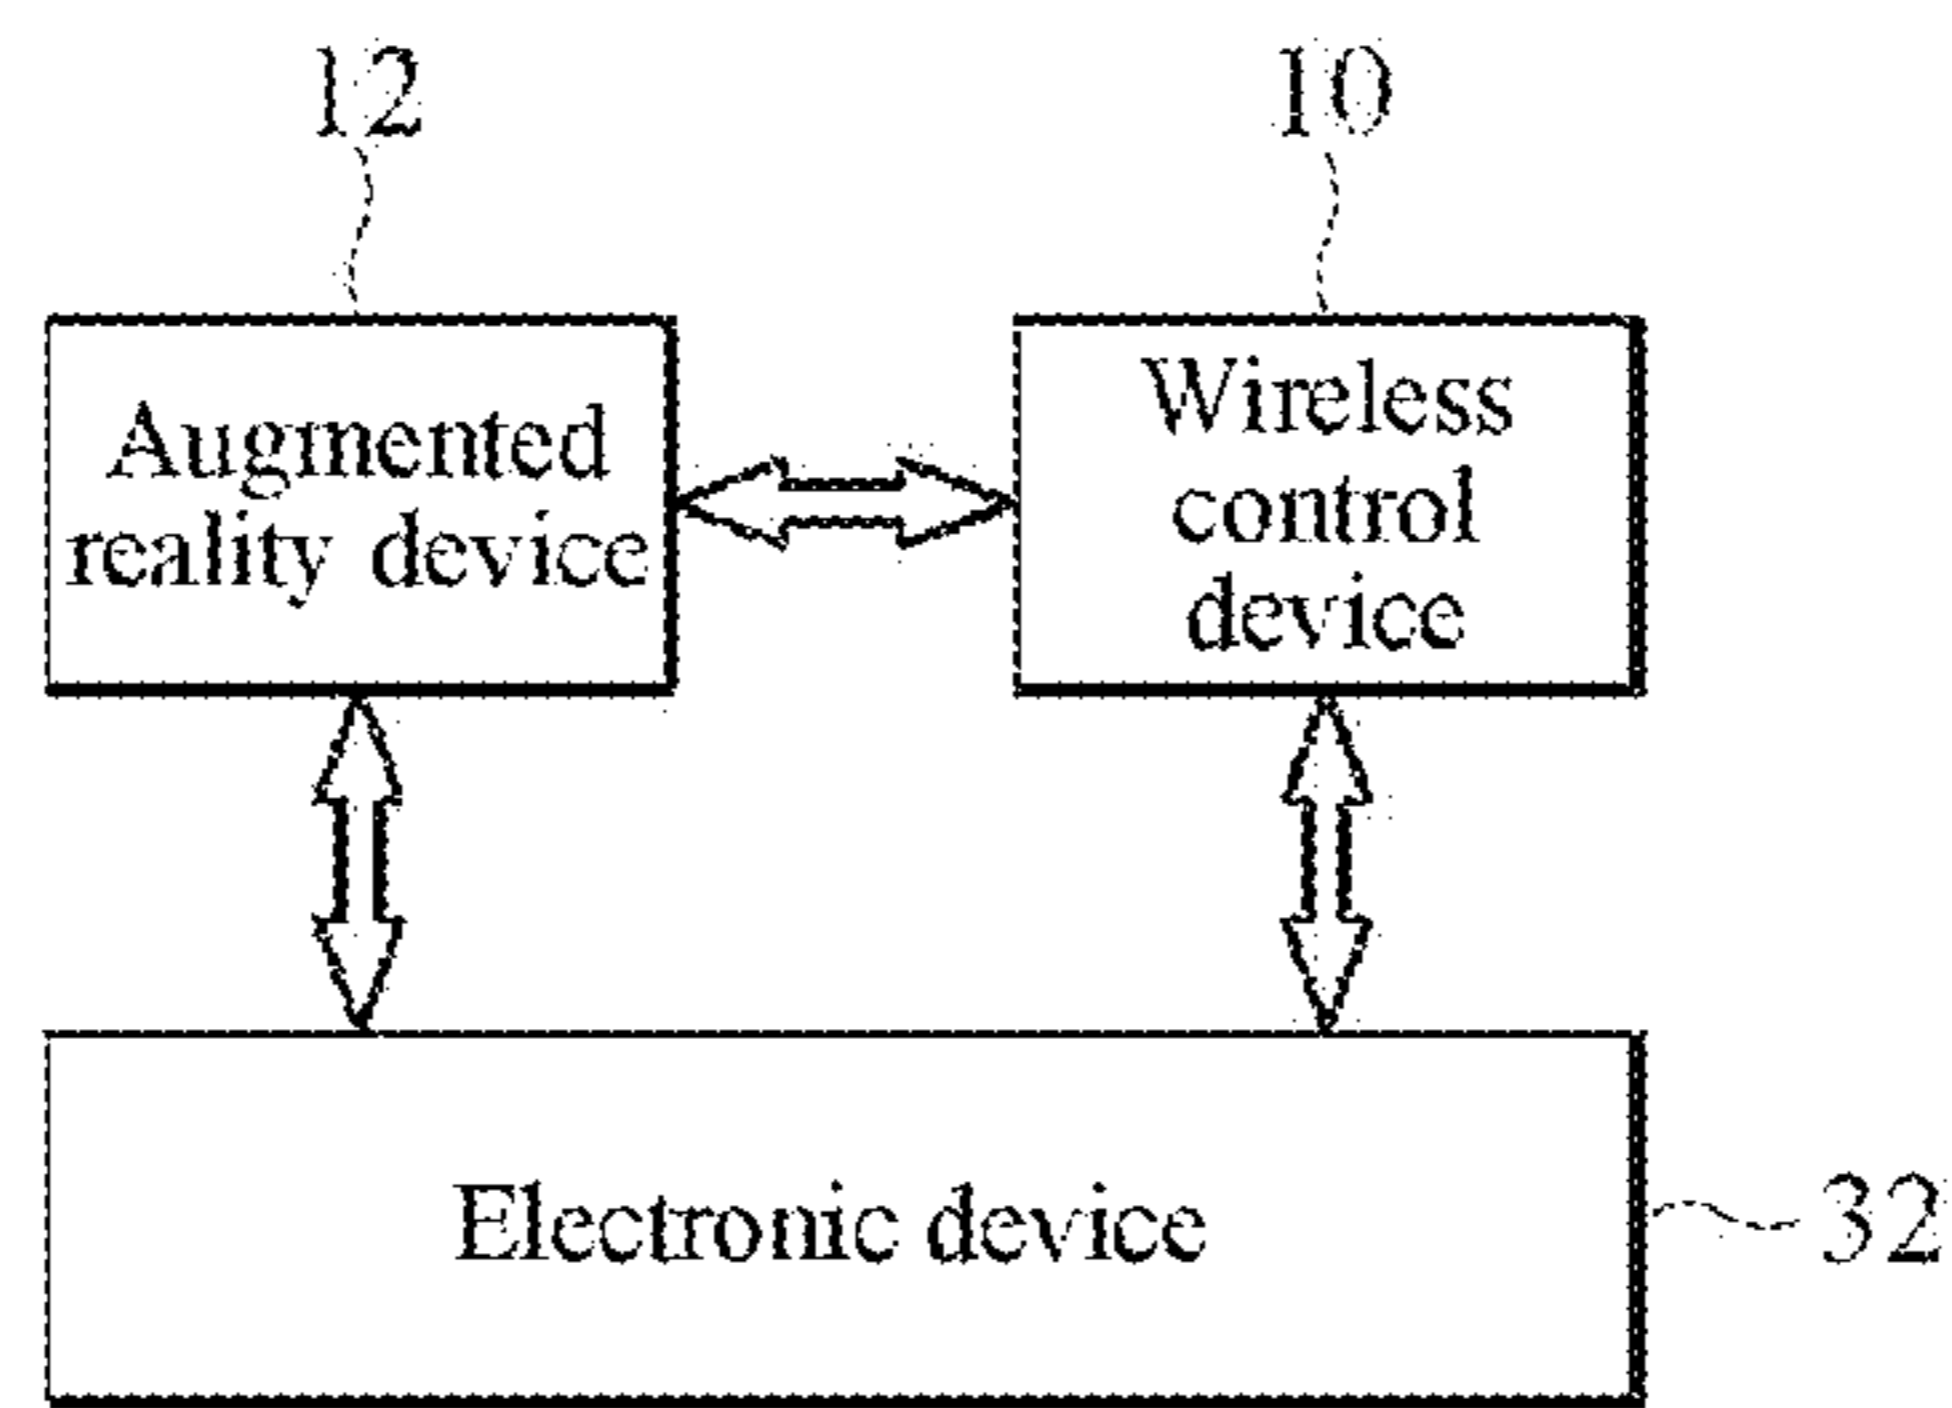 12
10
Augmented
reality device
Wireless
control
device
Electronic device
32